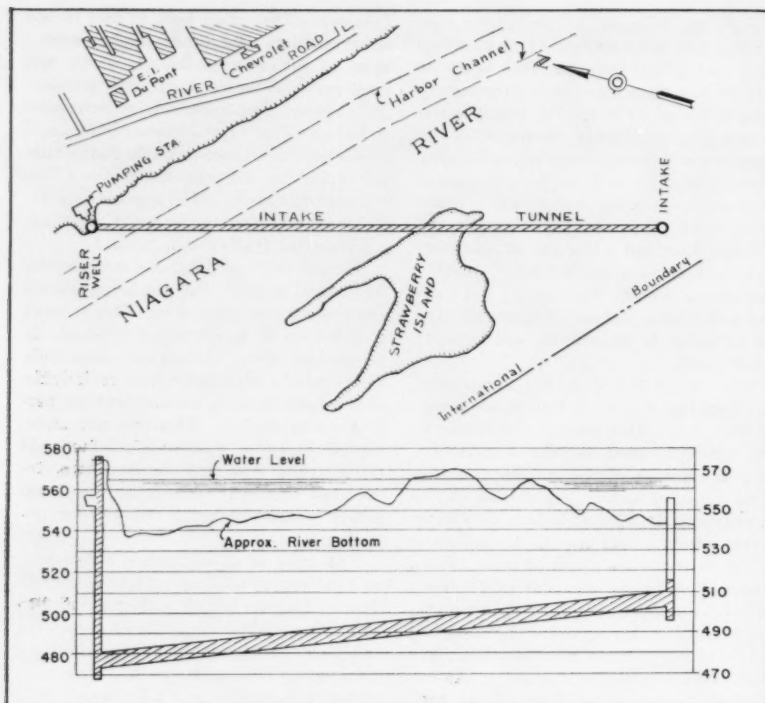 E. I.
Du Pont
Chevrolet
RIVER ROAD
Harbor Channel
N
PUMPING STA
RIVER
INTAKE TUNNEL
INTAKE
RISER
WELL
NIAGARA
STRAWBERRY
ISLAND
International Boundary
580
Water Level
570
560
550
540
Approx. River Bottom
530
520
510
500
490
480
470